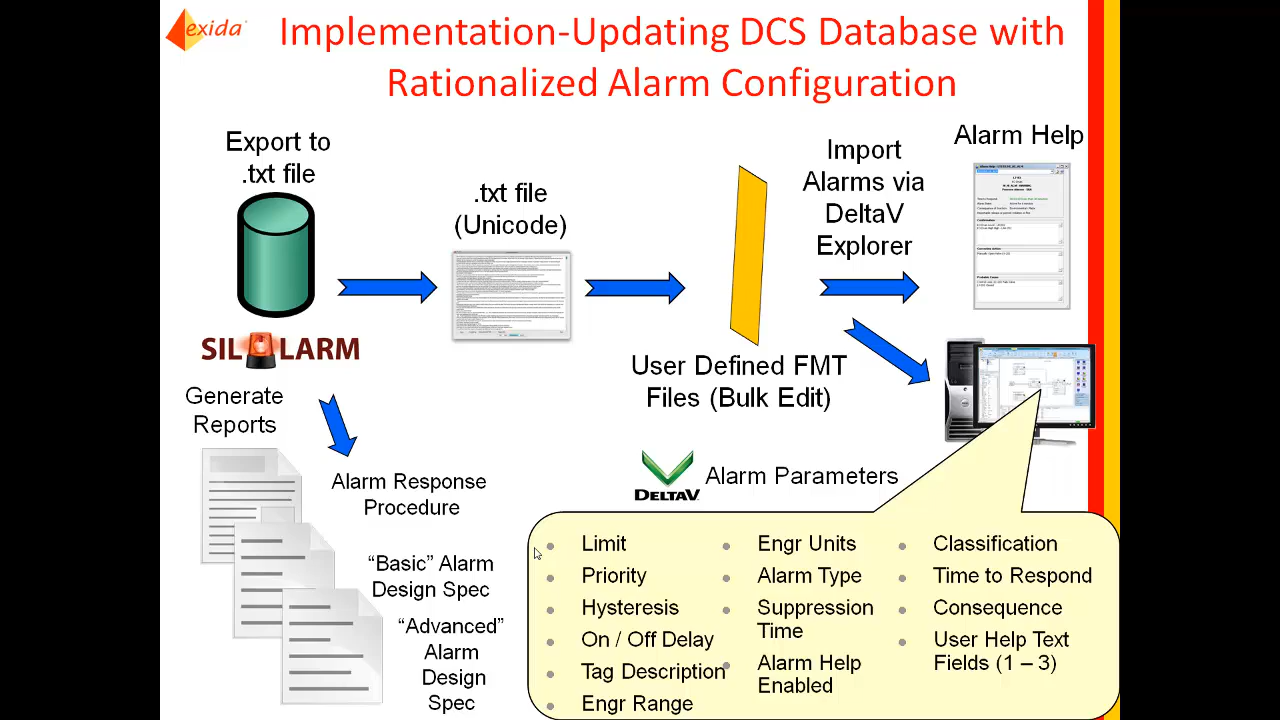 exida
Implementation-Updating DCS Database with
Rationalized Alarm Configuration
Export to
.txt file
.txt file
(Unicode)
Import
Alarms via
DeltaV
Explorer
Alarm Help
SIL LARM
User Defined FMT
Files (Bulk Edit)
Generate
Reports
Alarm Response
Procedure
“Basic” Alarm
Design Spec
“Advanced”
Alarm
Design
Spec
DELTAV
Alarm Parameters
Limit
Priority
Hysteresis
On / Off Delay
Tag Description
Engr Range
Engr Units
Alarm Type
Suppression
Time
Alarm Help
Enabled
Classification
Time to Respond
Consequence
User Help Text
Fields (1 – 3)